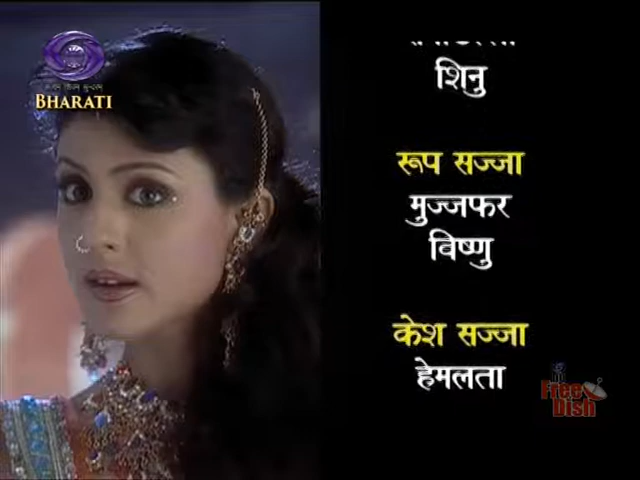 BHARATI
शिनु
रूप सज्जा
मुज्जफर
विष्णु
केश सज्जा
हेमलता
Free
Dish